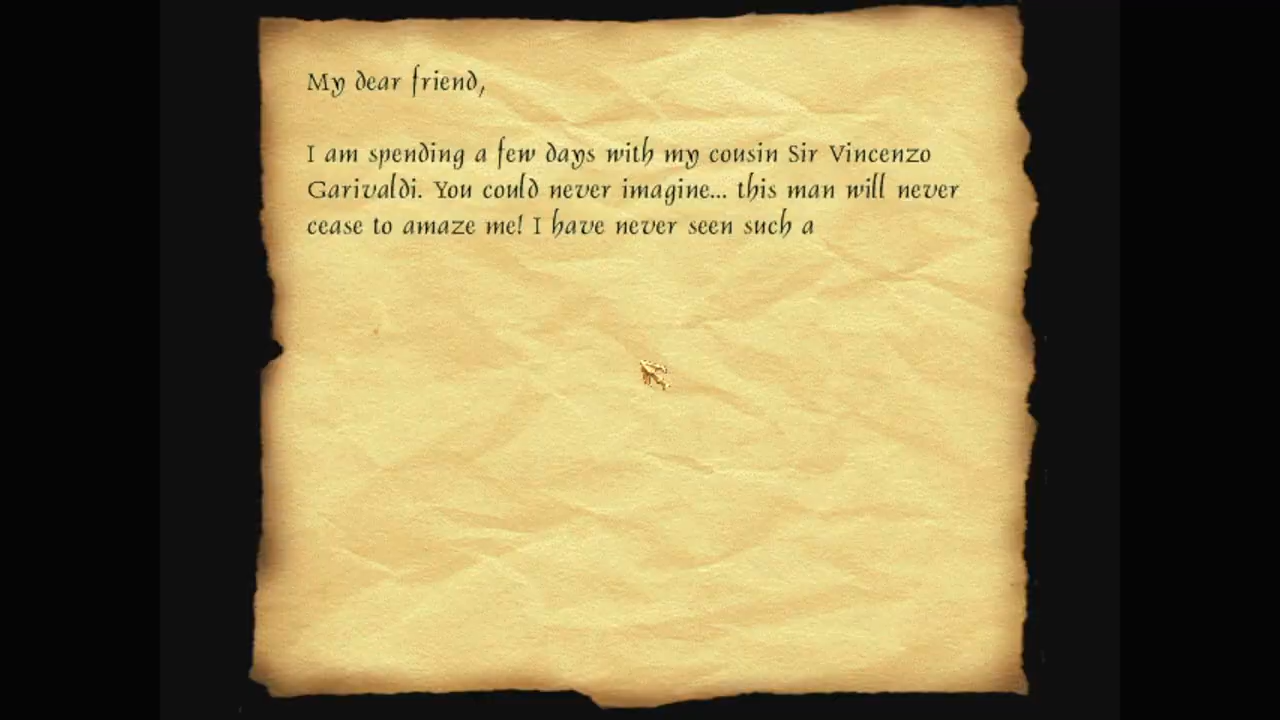 My dear friend,
I am spending a few days with my cousin Sir Vincenzo
Garivaldi. You could never imagine... this man will never
cease to amaze me! I have never seen such a